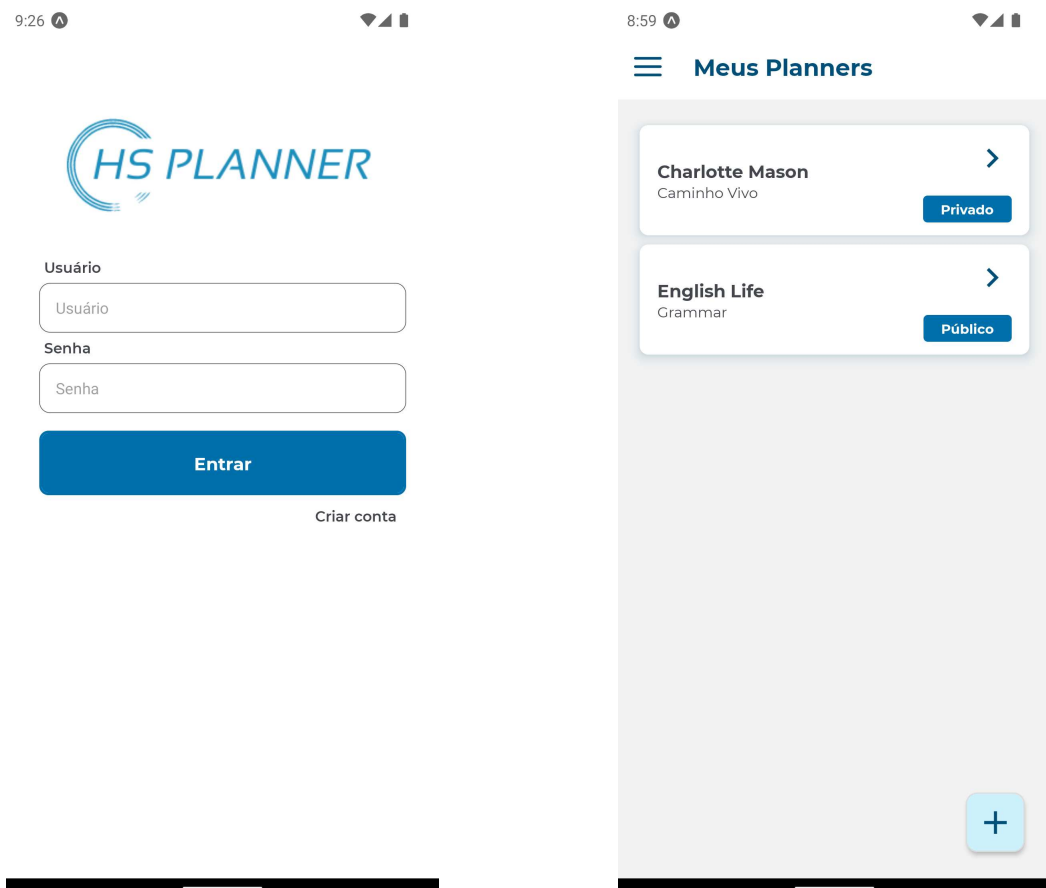 9:26
HS PLANNER
Usuário
Usuário
Senha
Senha
Entrar
Criar conta
8:59
Meus Planners
Charlotte Mason
Caminho Vivo
Privado
English Life
Grammar
Público